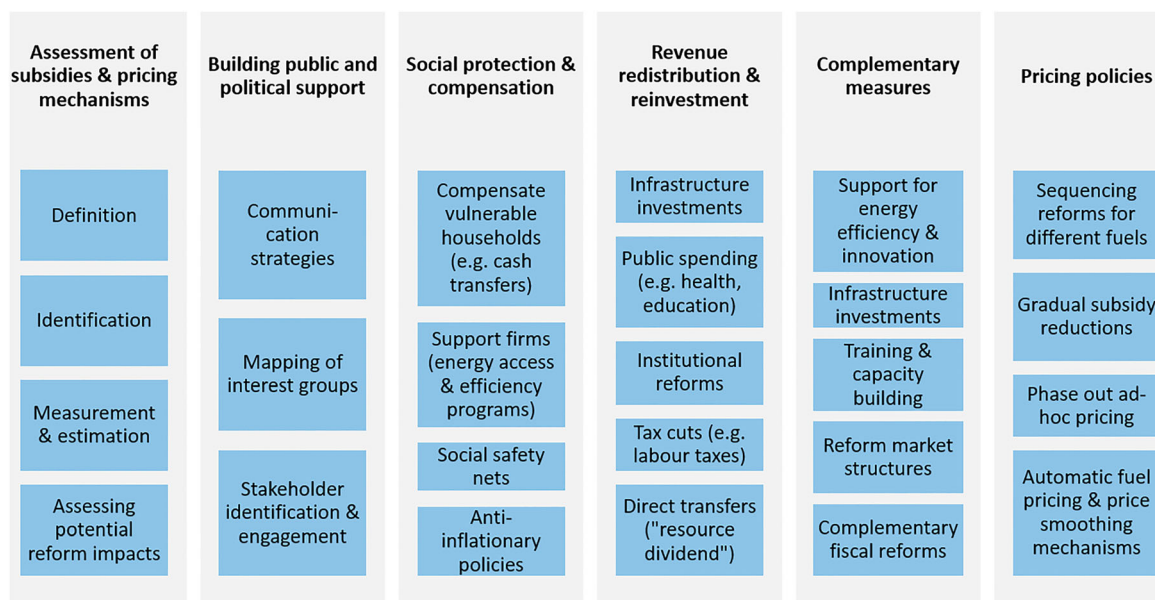 Assessment of
subsidies & pricing
mechanisms
Definition
Identification
Measurement
& estimation
Assessing
potential
reform impacts
Building public and
political support
Communi-
cation
strategies
Mapping of
interest groups
Stakeholder
identification &
engagement
Social protection &
compensation
Compensate
vulnerable
households
(e.g. cash
transfers)
Support firms
(energy access
& efficiency
programs)
Social safety
nets
Anti-
inflationary
policies
Revenue
redistribution &
reinvestment
Infrastructure
investments
Public spending
(e.g. health,
education)
Institutional
reforms
Tax cuts (e.g.
labour taxes)
Direct transfers
("resource
dividend")
Complementary
measures
Support for
energy
efficiency &
innovation
Infrastructure
investments
Training &
capacity
building
Reform market
structures
Complementary
fiscal reforms
Pricing policies
Sequencing
reforms for
different fuels
Gradual subsidy
reductions
Phase out ad-
hoc pricing
Automatic fuel
pricing & price
smoothing
mechanisms